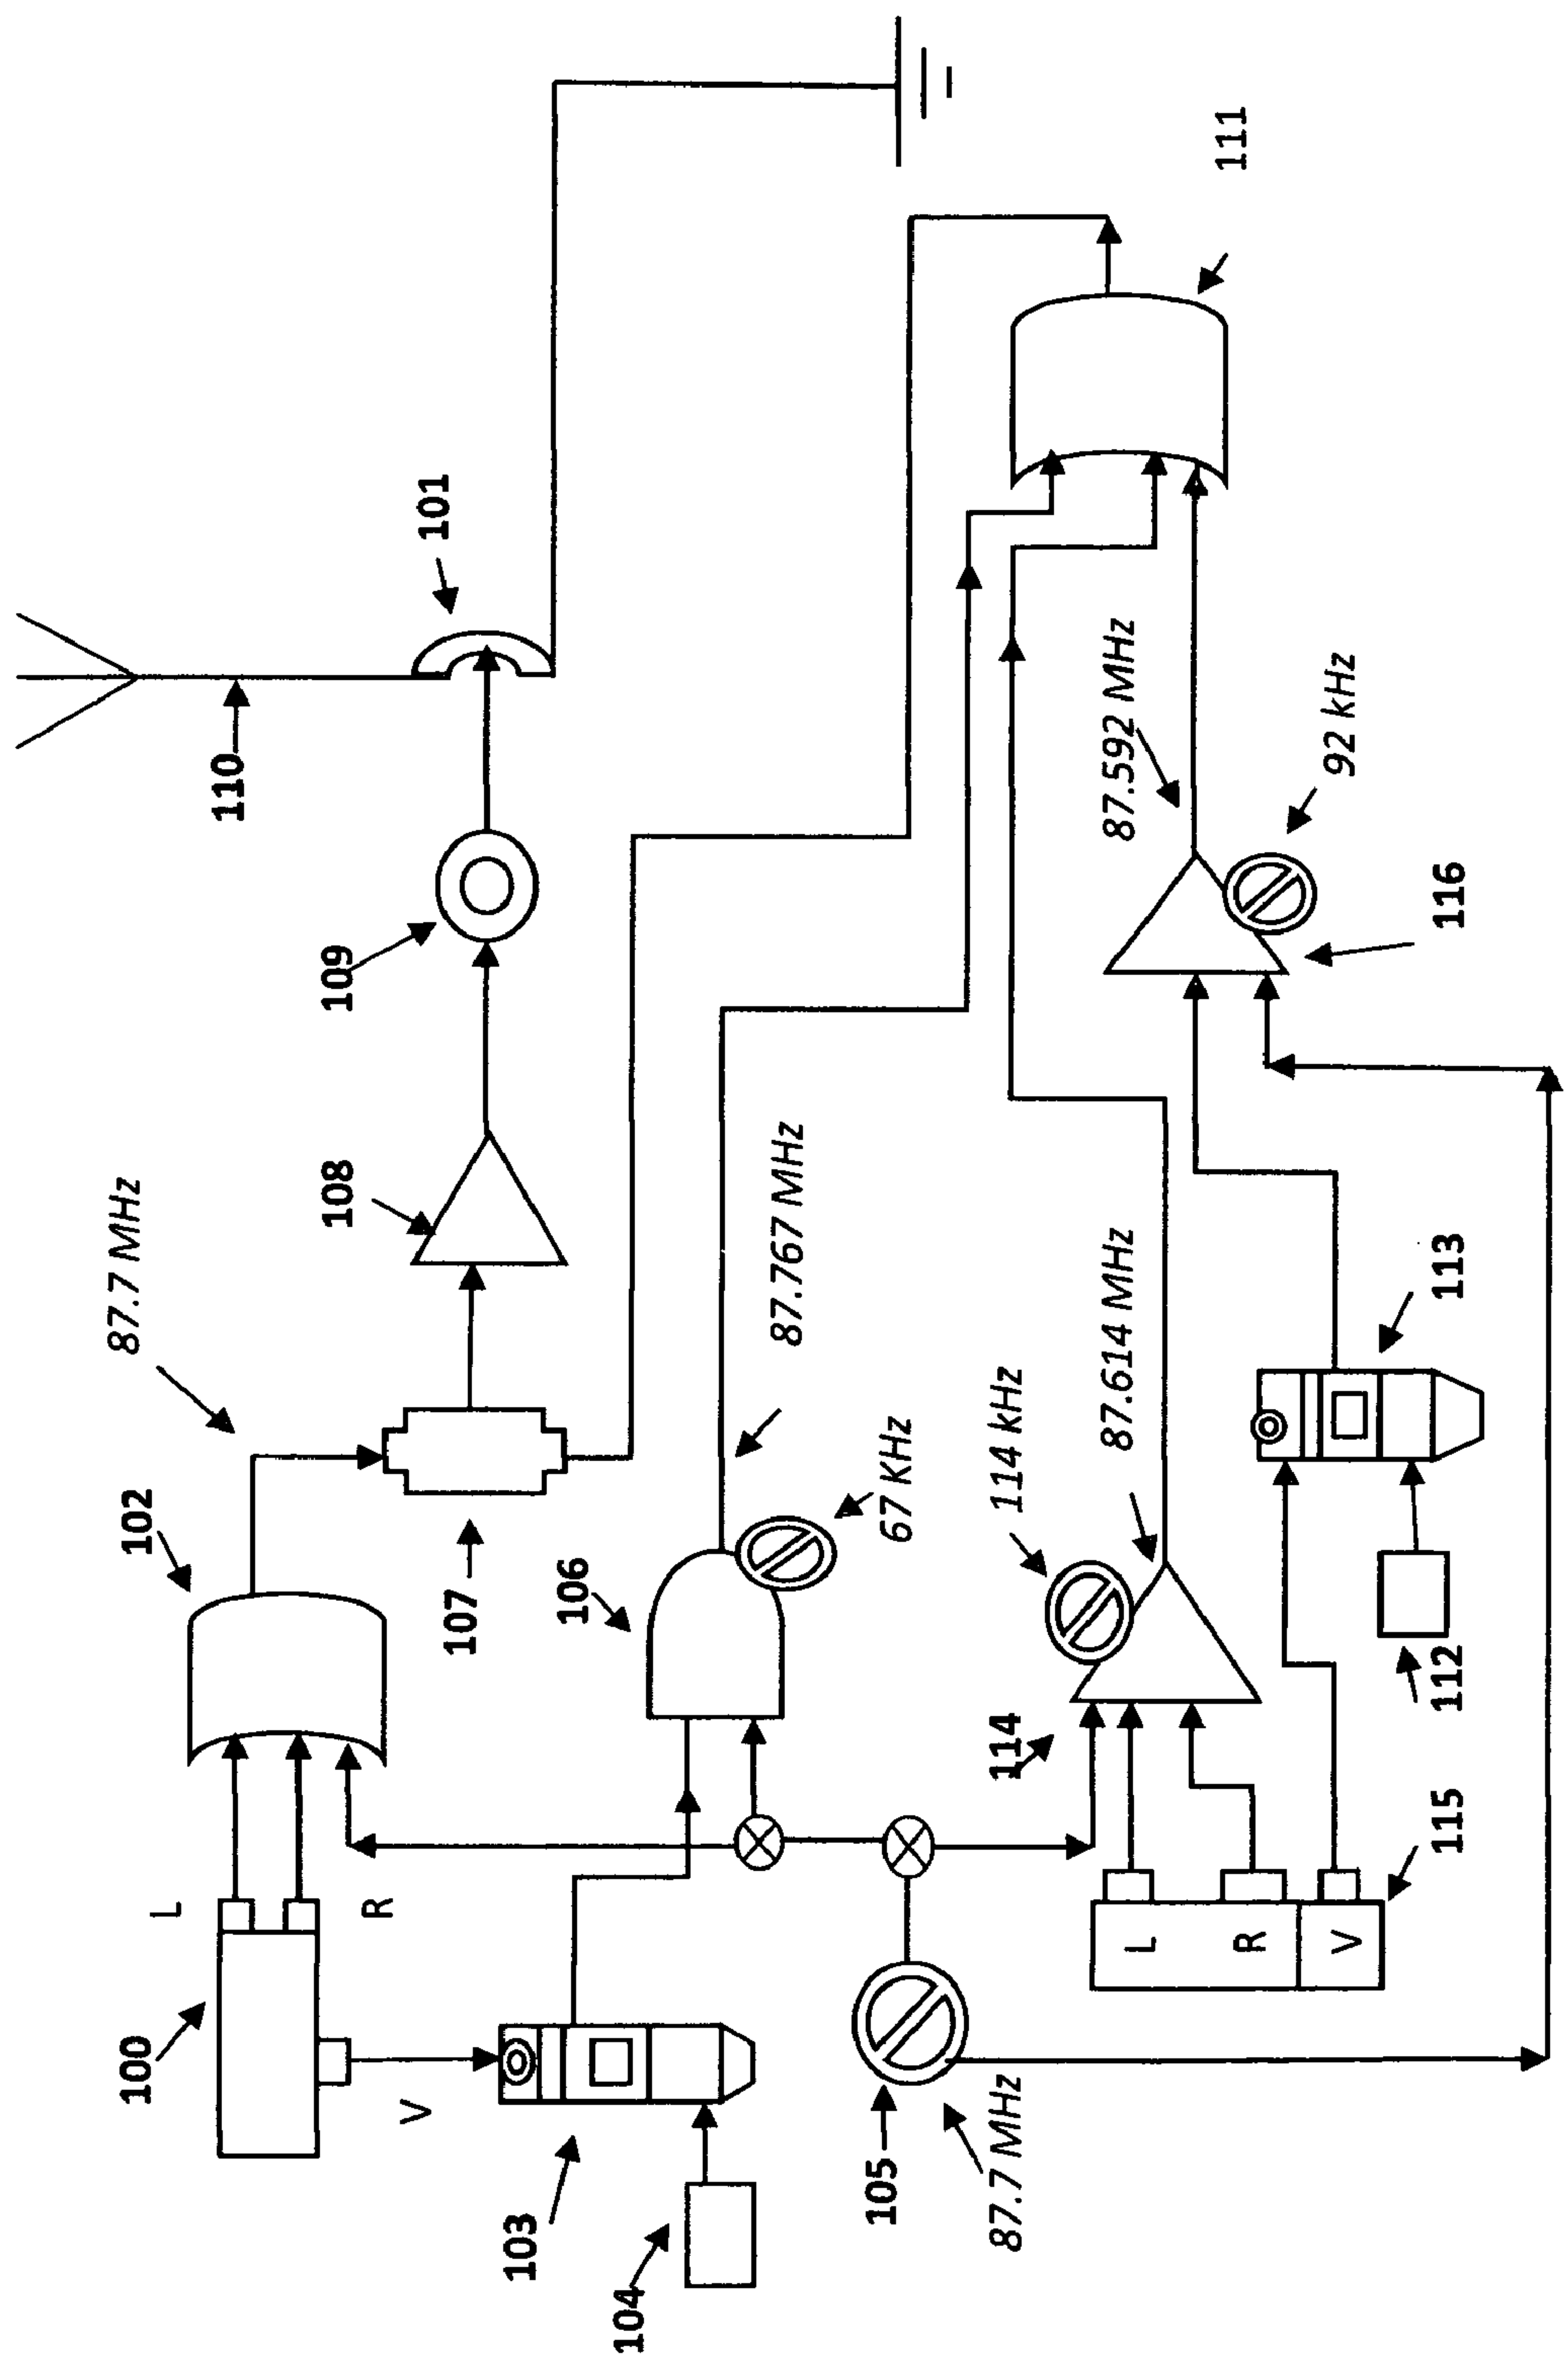 100
L
R
V
102
87.7 MHz
103
104
106
107
108
109
110
101
67 KHz
87.767 MHz
105
87.7 MHz
114
114 kHz
87.614 MHz
L
R
V
115
112
113
87.592 MHz
92 kHz
116
111